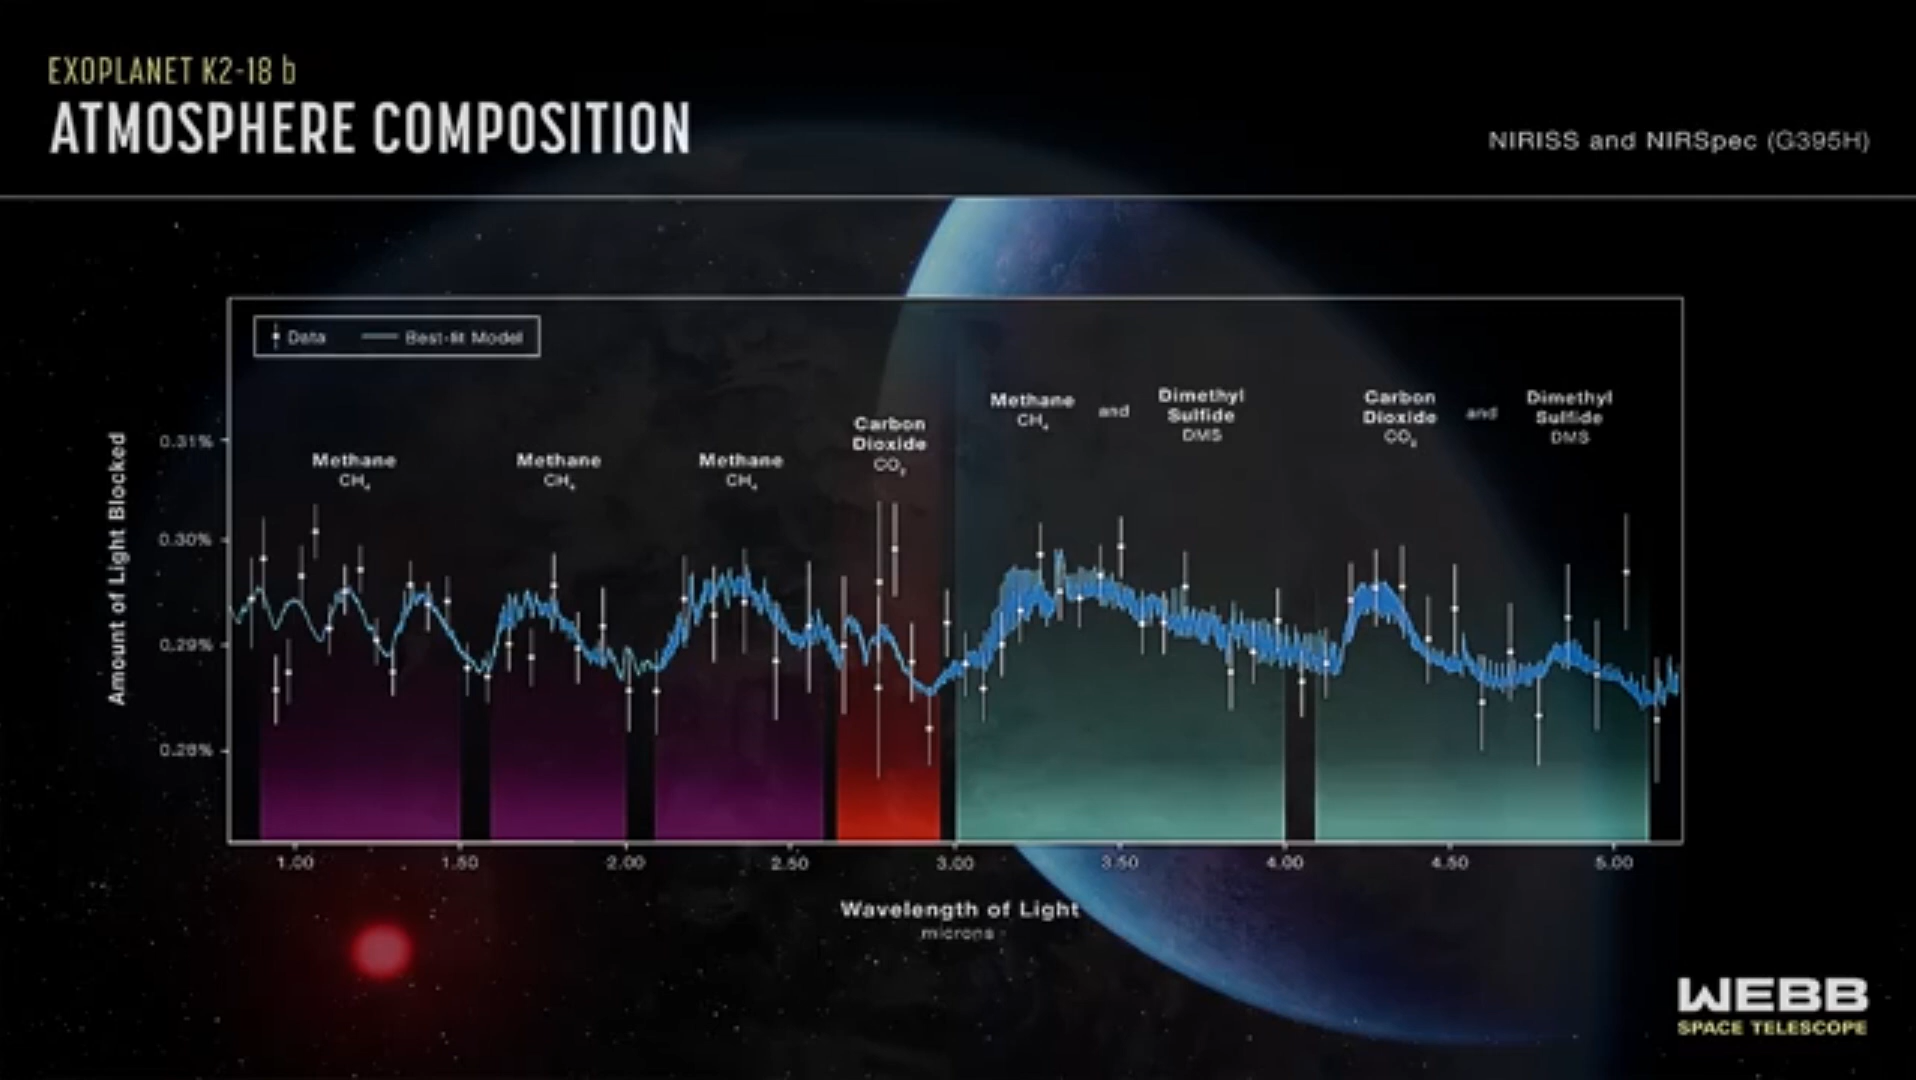 EXOPLANET K2-18 b
ATMOSPHERE COMPOSITION
NIRISS and NIRSpec (G395H)
Data
Best-fit Model
Amount of Light Blocked
0.31%
0.30%
0.29%
0.28%
Methane
CH₄
Methane
CH₄
Methane
CH₄
Carbon
Dioxide
CO₂
Methane
CH₄
and
Dimethyl
Sulfide
DMS
Carbon
Dioxide
CO₂
and
Dimethyl
Sulfide
DMS
1.00 1.50 2.00 2.50 3.00 3.50 4.00 4.50 5.00
Wavelength of Light
microns
WEBB
SPACE TELESCOPE